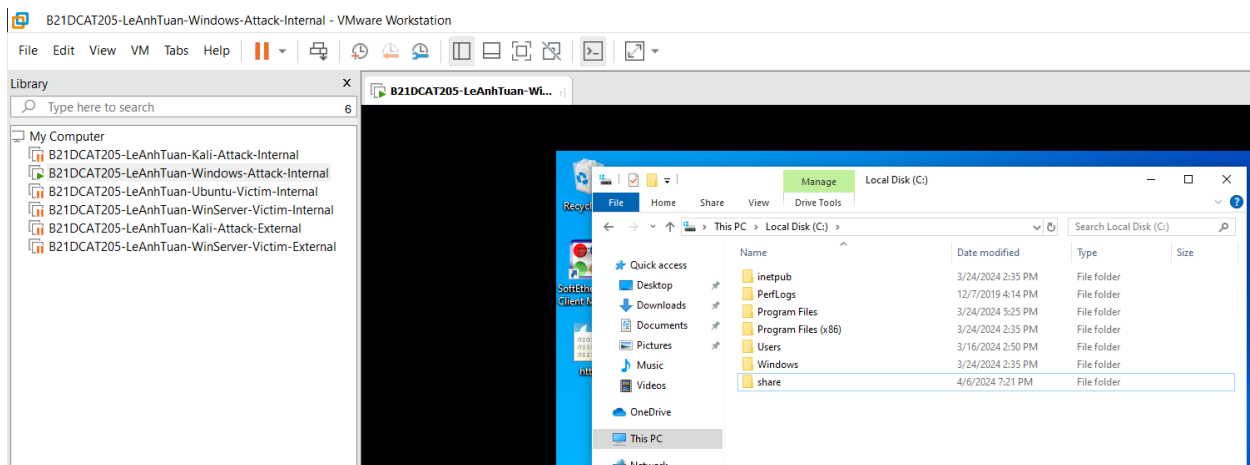 B21DCAT205-LeAnhTuan-Windows-Attack-Internal - VMware Workstation
File Edit View VM Tabs Help
Library X
Type here to search 6
My Computer
B21DCAT205-LeAnhTuan-Kali-Attack-Internal
B21DCAT205-LeAnhTuan-Windows-Attack-Internal
B21DCAT205-LeAnhTuan-Ubuntu-Victim-Internal
B21DCAT205-LeAnhTuan-WinServer-Victim-Internal
B21DCAT205-LeAnhTuan-Kali-Attack-External
B21DCAT205-LeAnhTuan-WinServer-Victim-External
B21DCAT205-LeAnhTuan-Wi...
Recycl
SoftEth
Client M
htt
Manage Local Disk (C:)
File Home Share View Drive Tools
This PC > Local Disk (C:) > Search Local Disk (C:)
Quick access
Desktop
Downloads
Documents
Pictures
Music
Videos
OneDrive
This PC
Network
Name Date modified Type Size
inetpub 3/24/2024 2:35 PM File folder
PerfLogs 12/7/2019 4:14 PM File folder
Program Files 3/24/2024 5:25 PM File folder
Program Files (x86) 3/24/2024 2:35 PM File folder
Users 3/16/2024 2:50 PM File folder
Windows 3/24/2024 2:35 PM File folder
share 4/6/2024 7:21 PM File folder